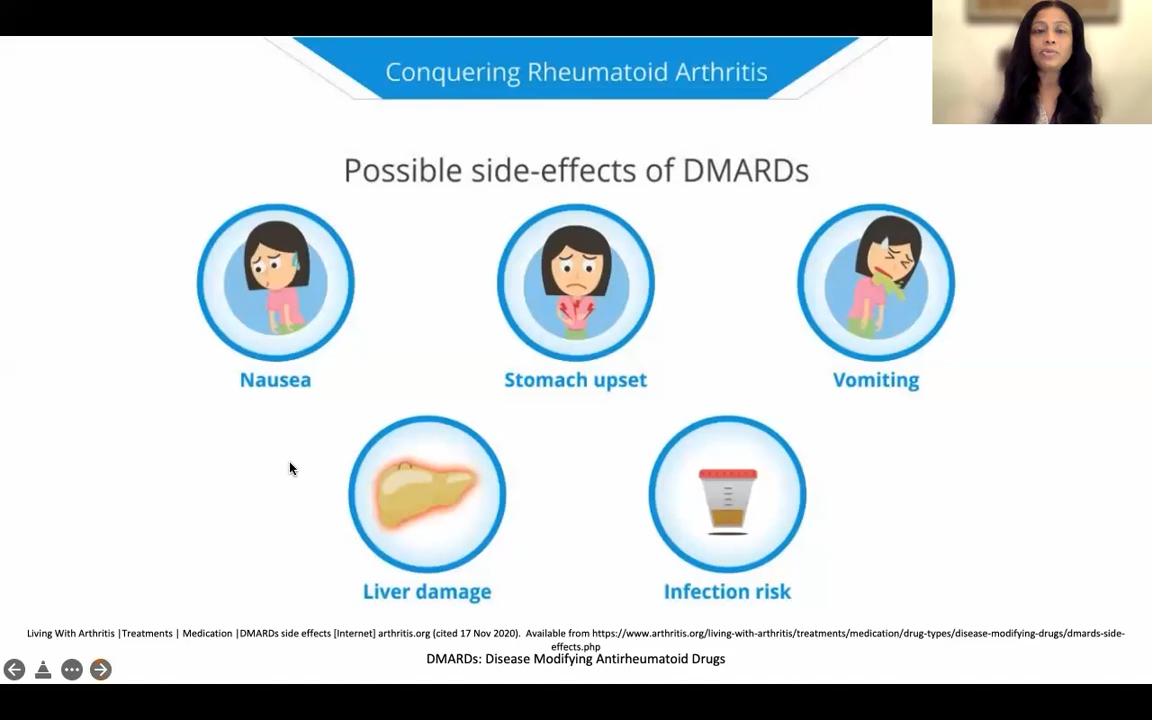 Conquering Rheumatoid Arthritis
Possible side-effects of DMARDs
Nausea
Stomach upset
Vomiting
Liver damage
Infection risk
Living With Arthritis |Treatments | Medication |DMARDs side effects [Internet] arthritis.org (cited 17 Nov 2020). Available from https://www.arthritis.org/living-with-arthritis/treatments/medication/drug-types/disease-modifying-drugs/dmards-side-
effects.php
DMARDs: Disease Modifying Antirheumatoid Drugs